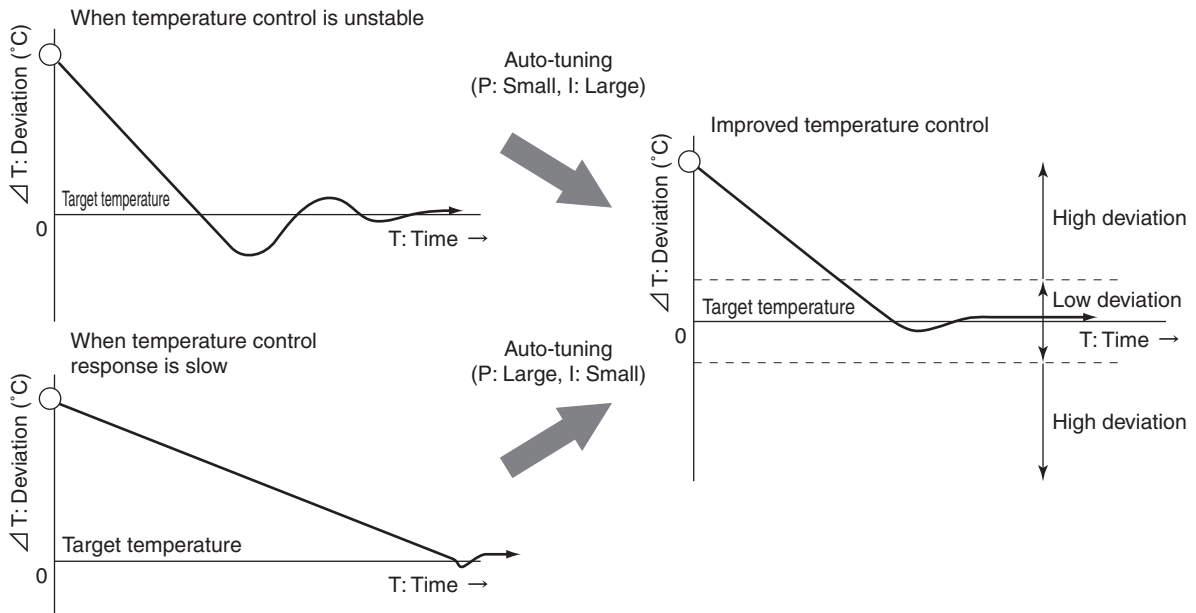 When temperature control is unstable
⊿ T: Deviation (˚C)
Target temperature
0
T: Time →
Auto-tuning
(P: Small, I: Large)
When temperature control
response is slow
⊿ T: Deviation (˚C)
Target temperature
0
T: Time →
Auto-tuning
(P: Large, I: Small)
Improved temperature control
⊿ T: Deviation (˚C)
High deviation
Low deviation
Target temperature
0
T: Time →
High deviation